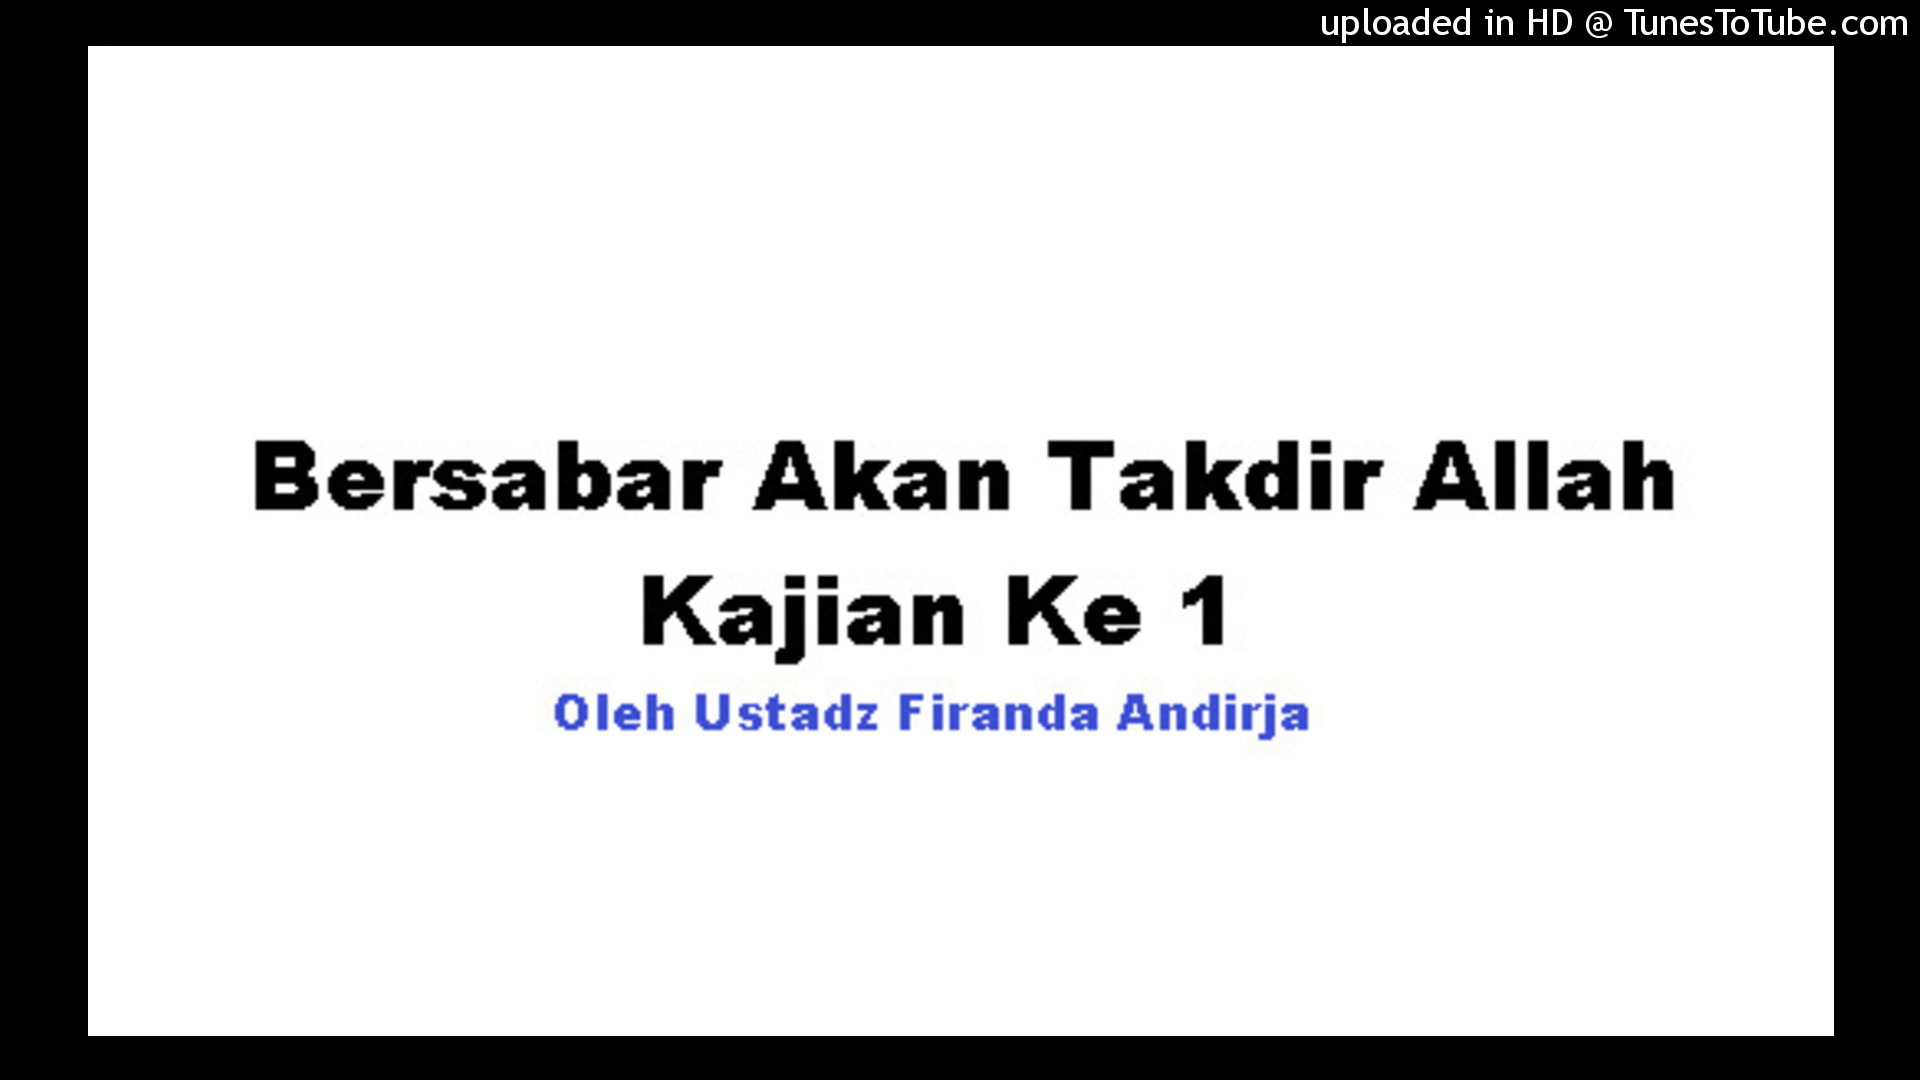 uploaded in HD @ TunesToTube.com
Bersabar Akan Takdir Allah
Kajian Ke 1
Oleh Ustadz Firanda Andirja